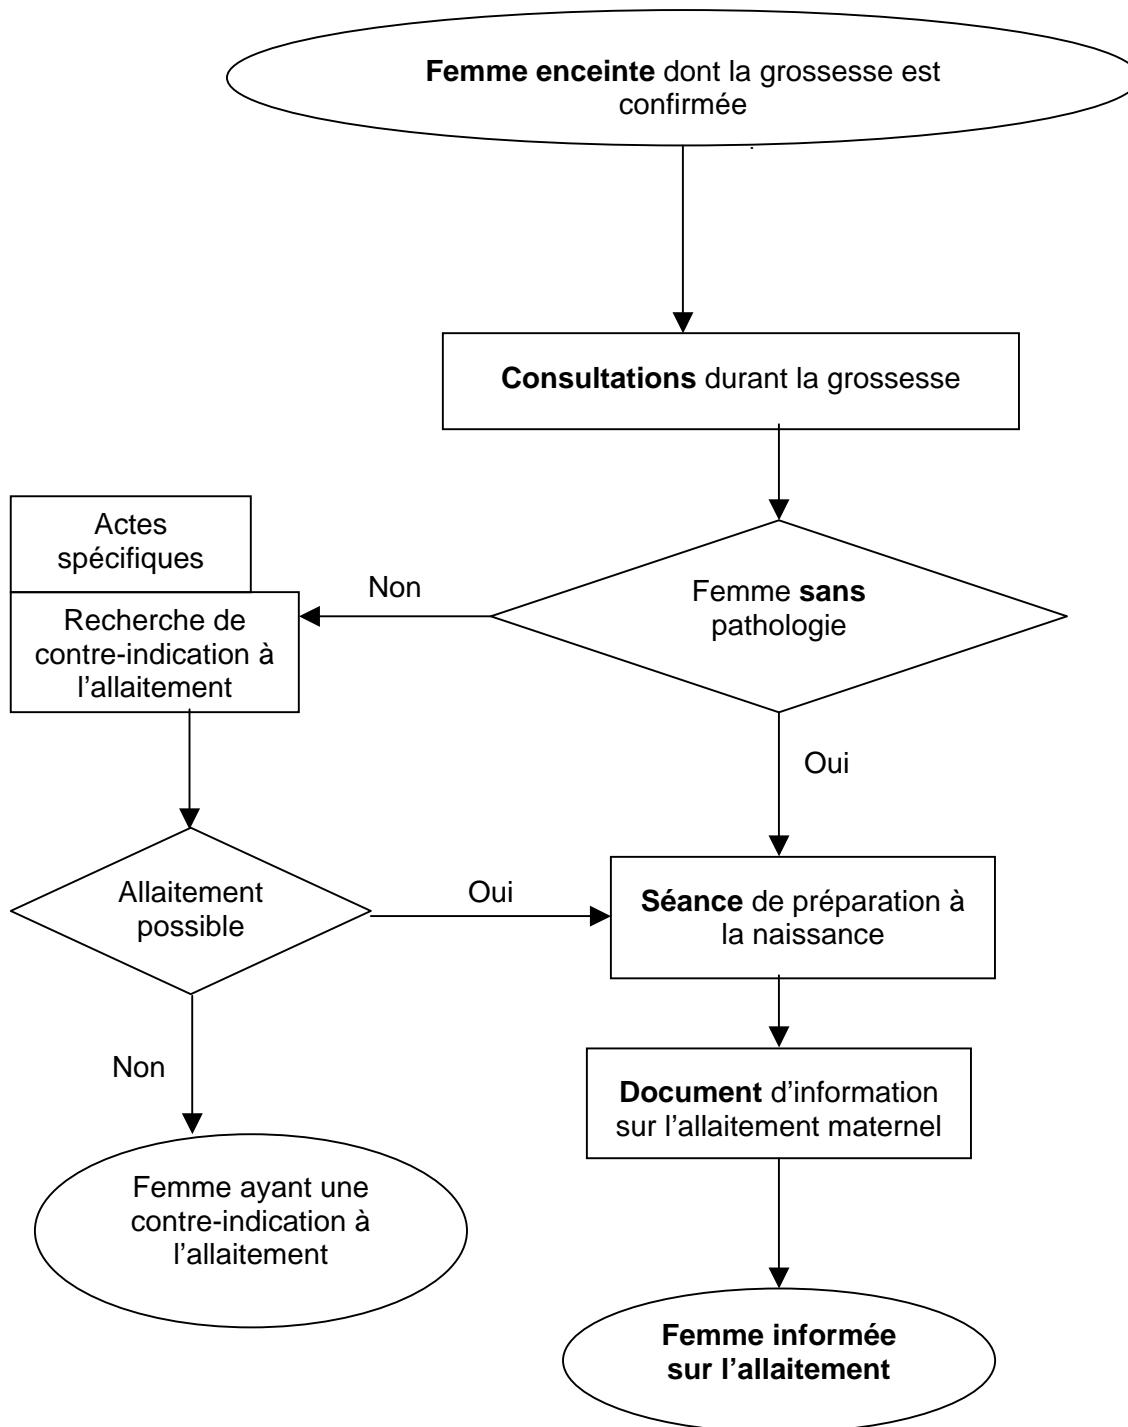 Femme enceinte dont la grossesse est
confirmée
Consultations durant la grossesse
Actes
spécifiques
Non
Femme sans
pathologie
Recherche de
contre-indication à
l'allaitement
Oui
Allaitement
possible
Oui
Séance de préparation à
la naissance
Non
Document d'information
sur l'allaitement maternel
Femme ayant une
contre-indication à
l'allaitement
Femme informée
sur l'allaitement